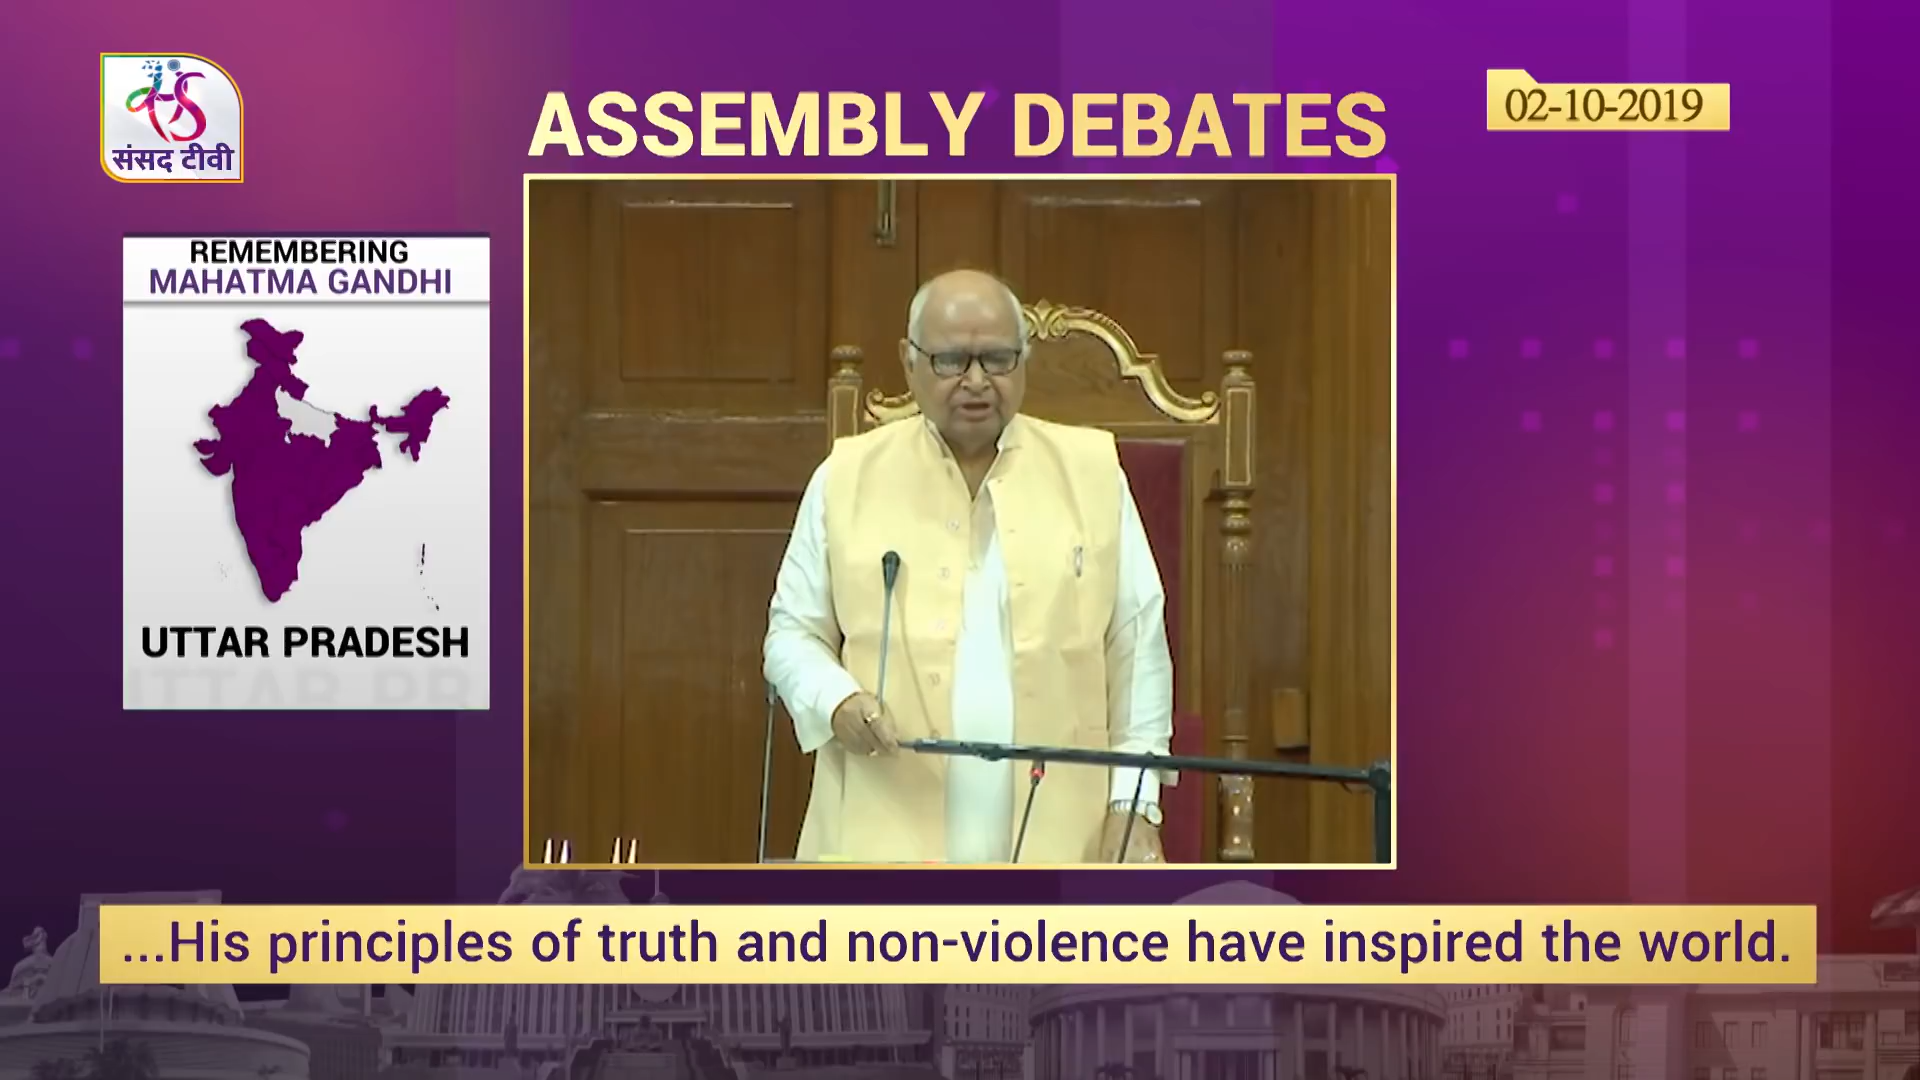 संसद टीवी
ASSEMBLY DEBATES
02-10-2019
REMEMBERING
MAHATMA GANDHI
UTTAR PRADESH
...His principles of truth and non-violence have inspired the world.